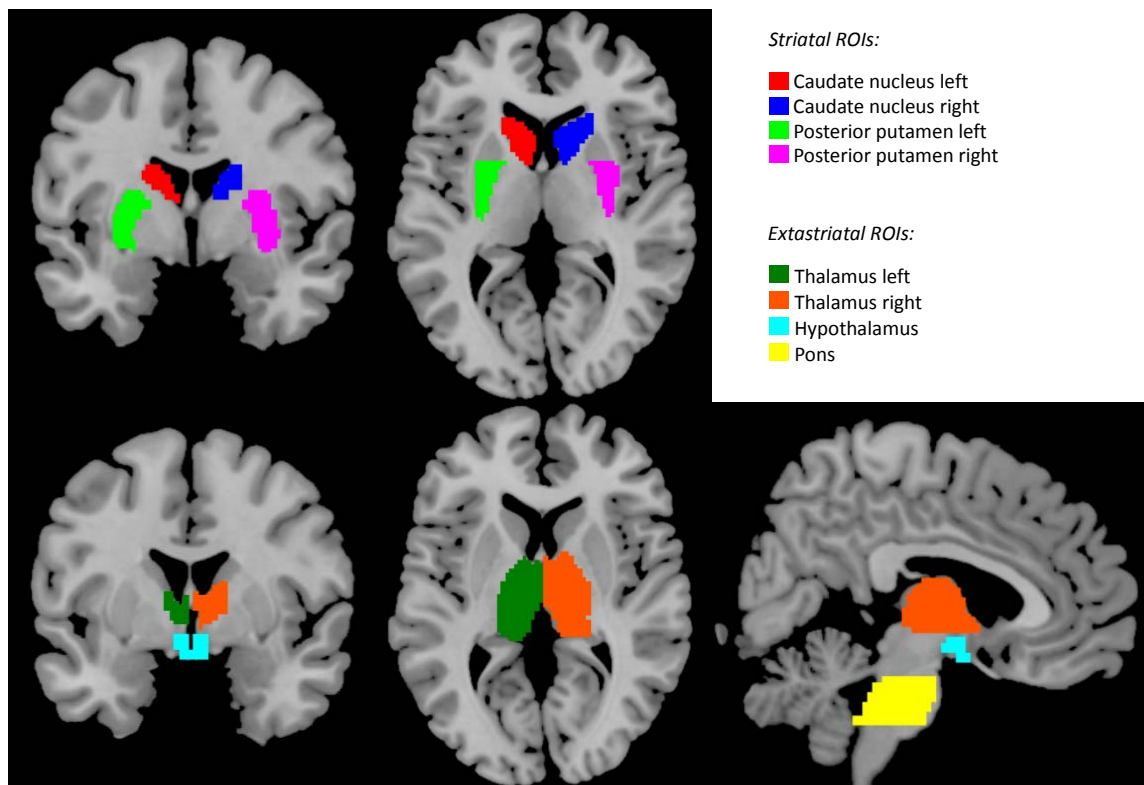 Striatal ROIs:
Caudate nucleus left
Caudate nucleus right
Posterior putamen left
Posterior putamen right
Extastriatal ROIs:
Thalamus left
Thalamus right
Hypothalamus
Pons